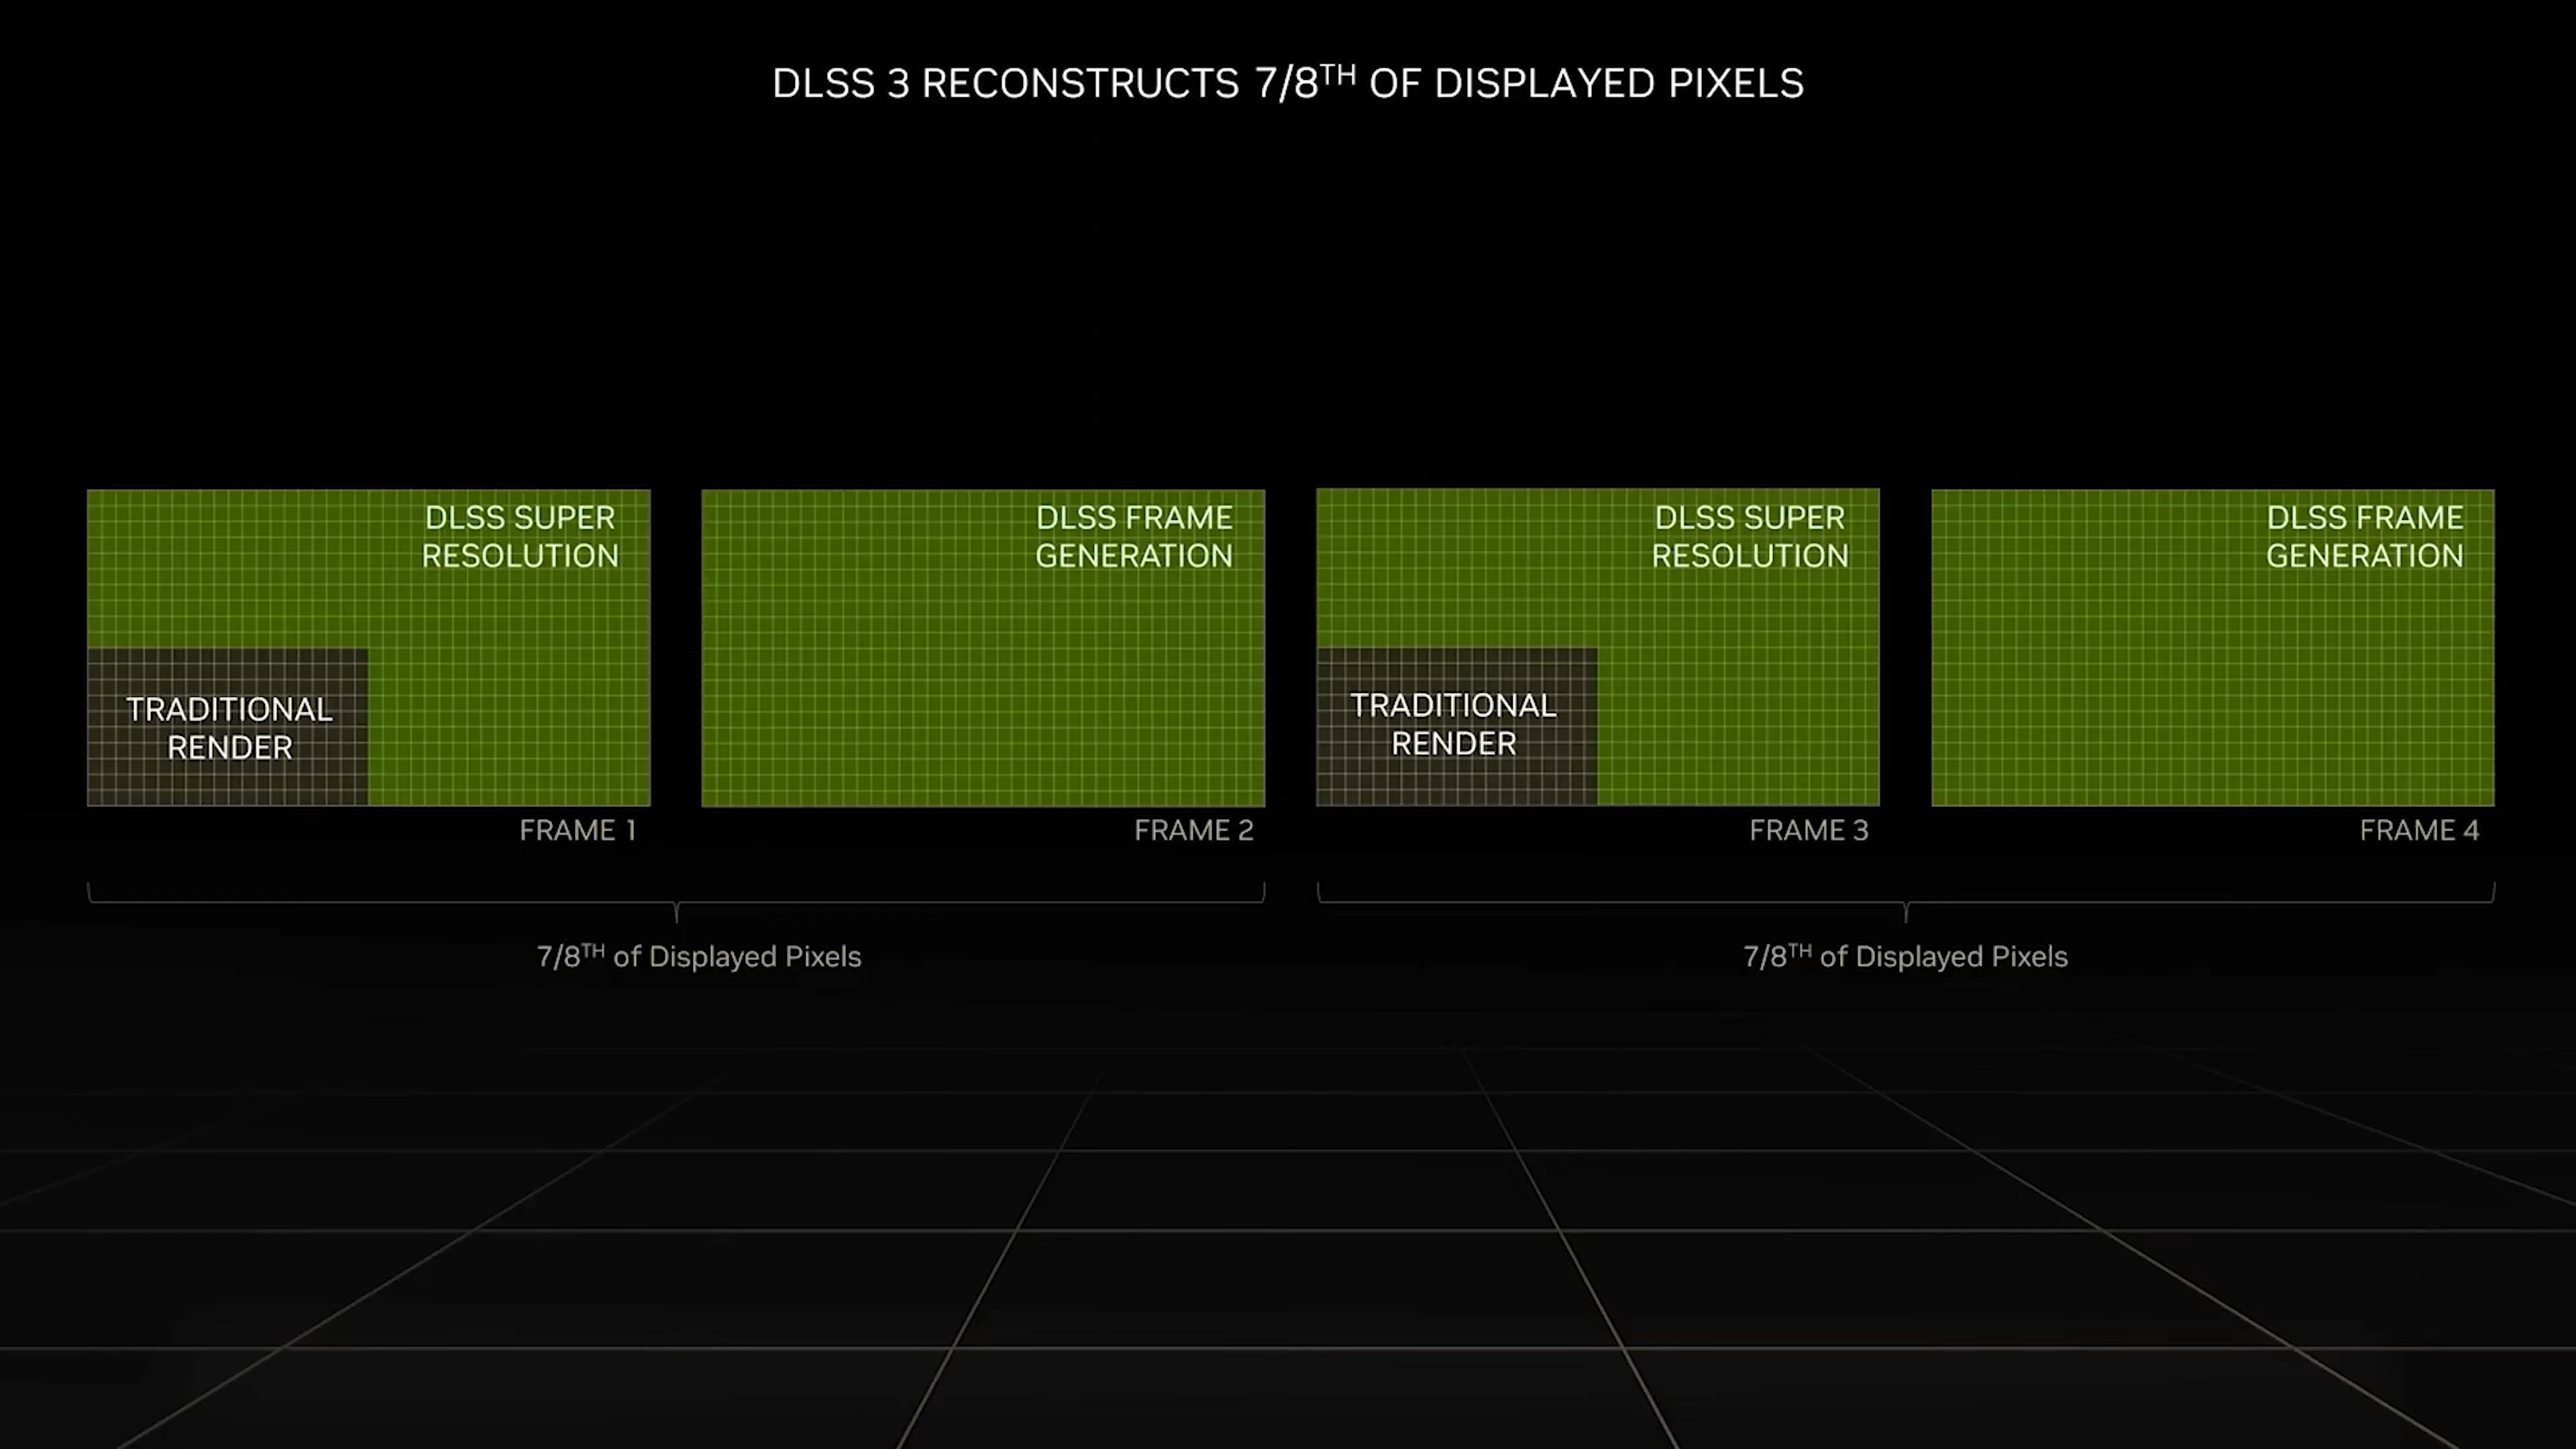 DLSS 3 RECONSTRUCTS 7/8TH OF DISPLAYED PIXELS
DLSS SUPER
RESOLUTION
TRADITIONAL
RENDER
FRAME 1
DLSS FRAME
GENERATION
FRAME 2
DLSS SUPER
RESOLUTION
TRADITIONAL
RENDER
FRAME 3
DLSS FRAME
GENERATION
FRAME 4
7/8TH of Displayed Pixels
7/8TH of Displayed Pixels